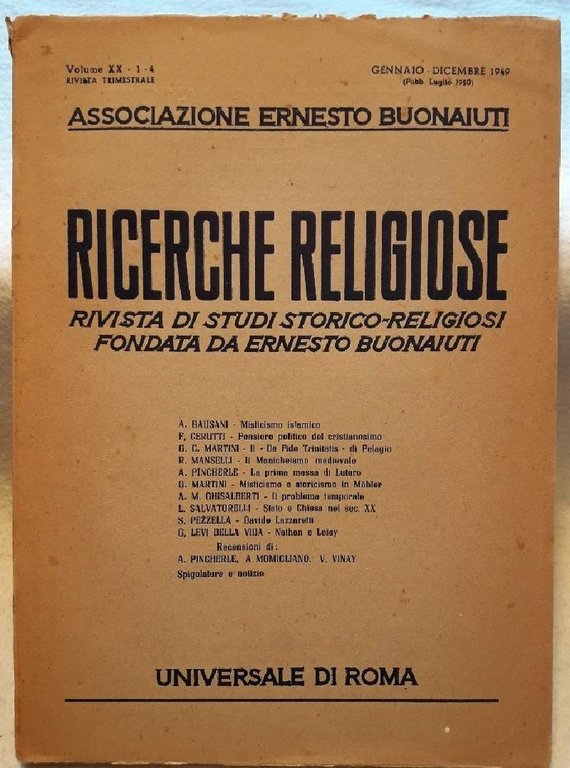 Volume XX - 1-4
RIVISTA TRIMESTRALE
GENNAIO - DICEMBRE 1949
(Pubb. Luglio 1950)
ASSOCIAZIONE ERNESTO BUONAIUTI
RICERCHE RELIGIOSE
RIVISTA DI STUDI STORICO-RELIGIOSI
FONDATA DA ERNESTO BUONAIUTI
A. BAUSANI - Misticismo islamico
F. CERUTTI - Pensiero politico del cristianesimo
G. C. MARTINI - Il - De Fide Trinitatis - di Pelagio
R. MANSELLI - Il Manicheismo medievale
A. PINCHERLE - La prima messa di Lutero
G. MARTINI - Misticismo e storicismo in Möhler
A. M. GHISALBERTI - Il problema temporale
L. SALVATORELLI - Stato e Chiesa nel sec. XX
S. PEZZELLA - Davide Lazzaretti
G. LEVI DELLA VIDA - Nathan e Loisy
Recensioni di:
A. PINCHERLE, A. MOMIGLIANO, V. VINAY
Spigolature e notizie
UNIVERSALE DI ROMA